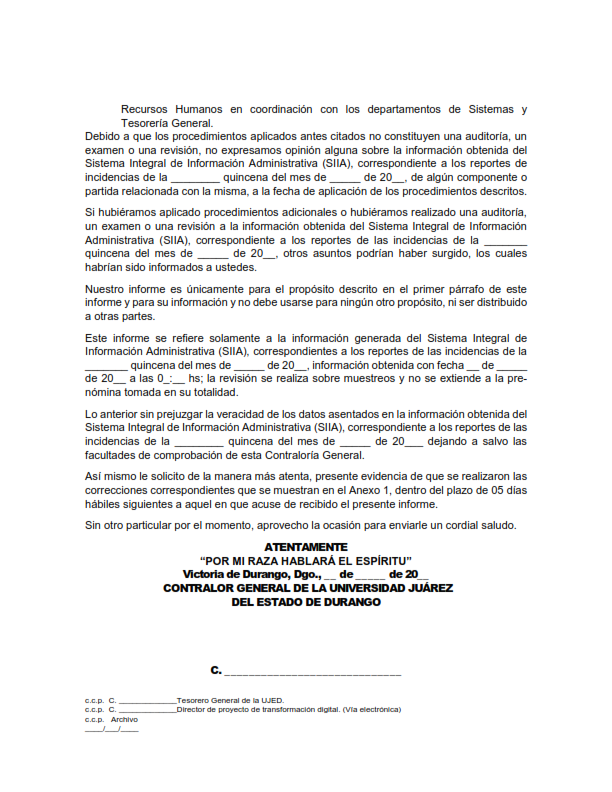 Recursos Humanos en coordinación con los departamentos de Sistemas y
Tesorería General.
Debido a que los procedimientos aplicados antes citados no constituyen una auditoría, un
examen o una revisión, no expresamos opinión alguna sobre la información obtenida del
Sistema Integral de Información Administrativa (SIIA), correspondiente a los reportes de
incidencias de la ________ quincena del mes de _____ de 20__, de algún componente o
partida relacionada con la misma, a la fecha de aplicación de los procedimientos descritos.
Si hubiéramos aplicado procedimientos adicionales o hubiéramos realizado una auditoría,
un examen o una revisión a la información obtenida del Sistema Integral de Información
Administrativa (SIIA), correspondiente a los reportes de las incidencias de la _______
quincena del mes de _____ de 20__, otros asuntos podrían haber surgido, los cuales
habrían sido informados a ustedes.
Nuestro informe es únicamente para el propósito descrito en el primer párrafo de este
informe y para su información y no debe usarse para ningún otro propósito, ni ser distribuido
a otras partes.
Este informe se refiere solamente a la información generada del Sistema Integral de
Información Administrativa (SIIA), correspondientes a los reportes de las incidencias de la
_______ quincena del mes de _____ de 20__, información obtenida con fecha __ de _____
de 20__ a las 0_:__ hs; la revisión se realiza sobre muestreos y no se extiende a la pre-
nómina tomada en su totalidad.
Lo anterior sin prejuzgar la veracidad de los datos asentados en la información obtenida del
Sistema Integral de Información Administrativa (SIIA), correspondiente a los reportes de las
incidencias de la ________ quincena del mes de _____ de 20___ dejando a salvo las
facultades de comprobación de esta Contraloría General.
Así mismo le solicito de la manera más atenta, presente evidencia de que se realizaron las
correcciones correspondientes que se muestran en el Anexo 1, dentro del plazo de 05 días
hábiles siguientes a aquel en que acuse de recibido el presente informe.
Sin otro particular por el momento, aprovecho la ocasión para enviarle un cordial saludo.
ATENTAMENTE
“POR MI RAZA HABLARÁ EL ESPÍRITU”
Victoria de Durango, Dgo., __ de _____ de 20__
CONTRALOR GENERAL DE LA UNIVERSIDAD JUÁREZ
DEL ESTADO DE DURANGO
C. _____________________________
c.c.p. C. _____________Tesorero General de la UJED.
c.c.p. C. _____________Director de proyecto de transformación digital. (Vía electrónica)
c.c.p. Archivo
____/___/____